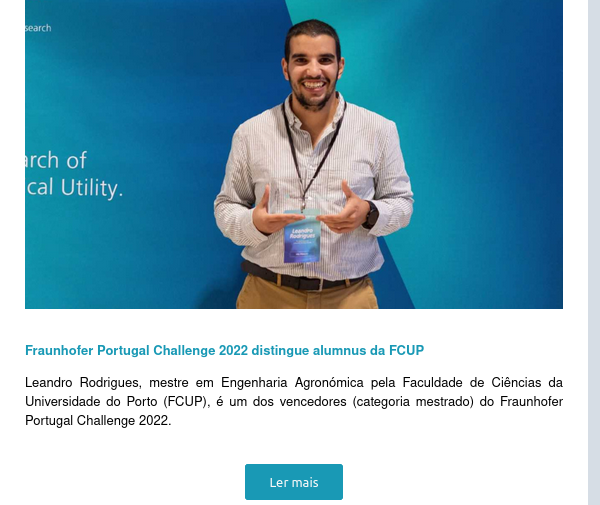 search
arch of
cal Utility.
Leandro
Rodrigues
Fraunhofer Portugal Challenge 2022 distingue alumnus da FCUP
Leandro Rodrigues, mestre em Engenharia Agronómica pela Faculdade de Ciências da
Universidade do Porto (FCUP), é um dos vencedores (categoria mestrado) do Fraunhofer
Portugal Challenge 2022.
Ler mais